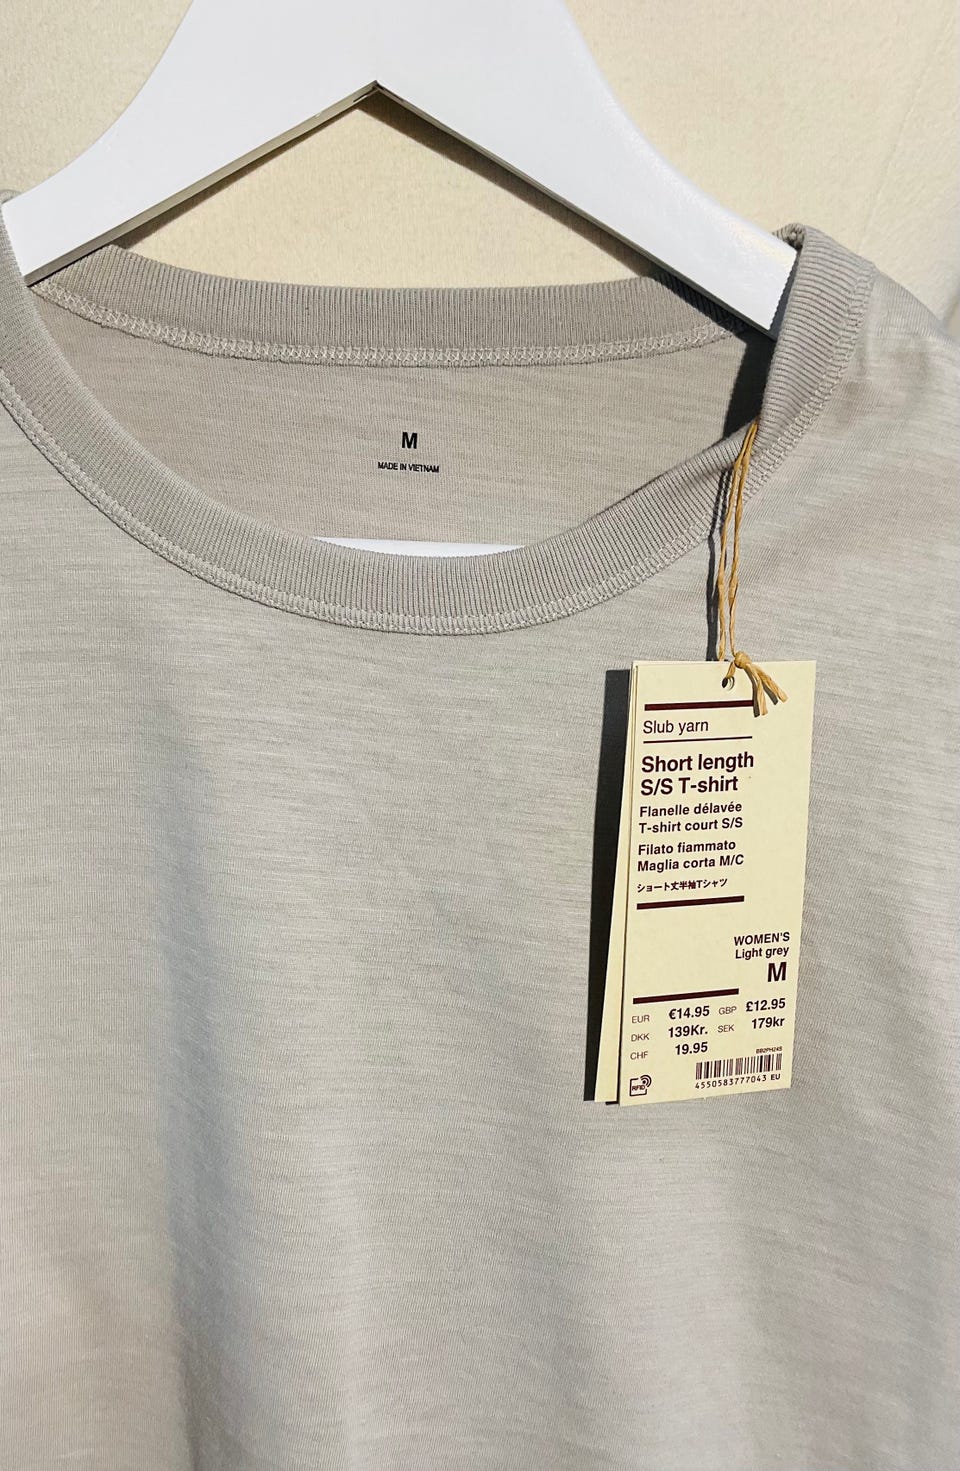 M
MADE IN VIETNAM
Slub yarn
Short length
S/S T-shirt
Flanelle délavée
T-shirt court S/S
Filato fiammato
Maglia corta M/C
ショート丈半袖Tシャツ
WOMEN'S
Light grey
M
EUR €14.95 GBP £12.95
DKK 139Kr. SEK 179kr
CHF 19.95
BB2PH24S
4550583777043 EU
RFID